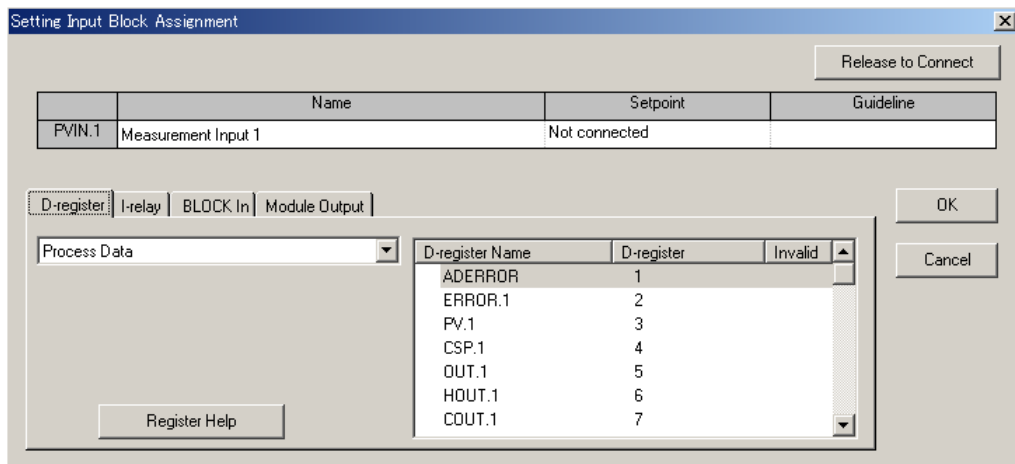 Setting Input Block Assignment
Release to Connect
Name Setpoint Guideline
PVIN.1 Measurement Input 1 Not connected
D-register I-relay BLOCK In Module Output
OK
Process Data
D-register Name D-register Invalid
Cancel
ADERROR 1
ERROR.1 2
PV.1 3
CSP.1 4
OUT.1 5
HOUT.1 6
COUT.1 7
Register Help